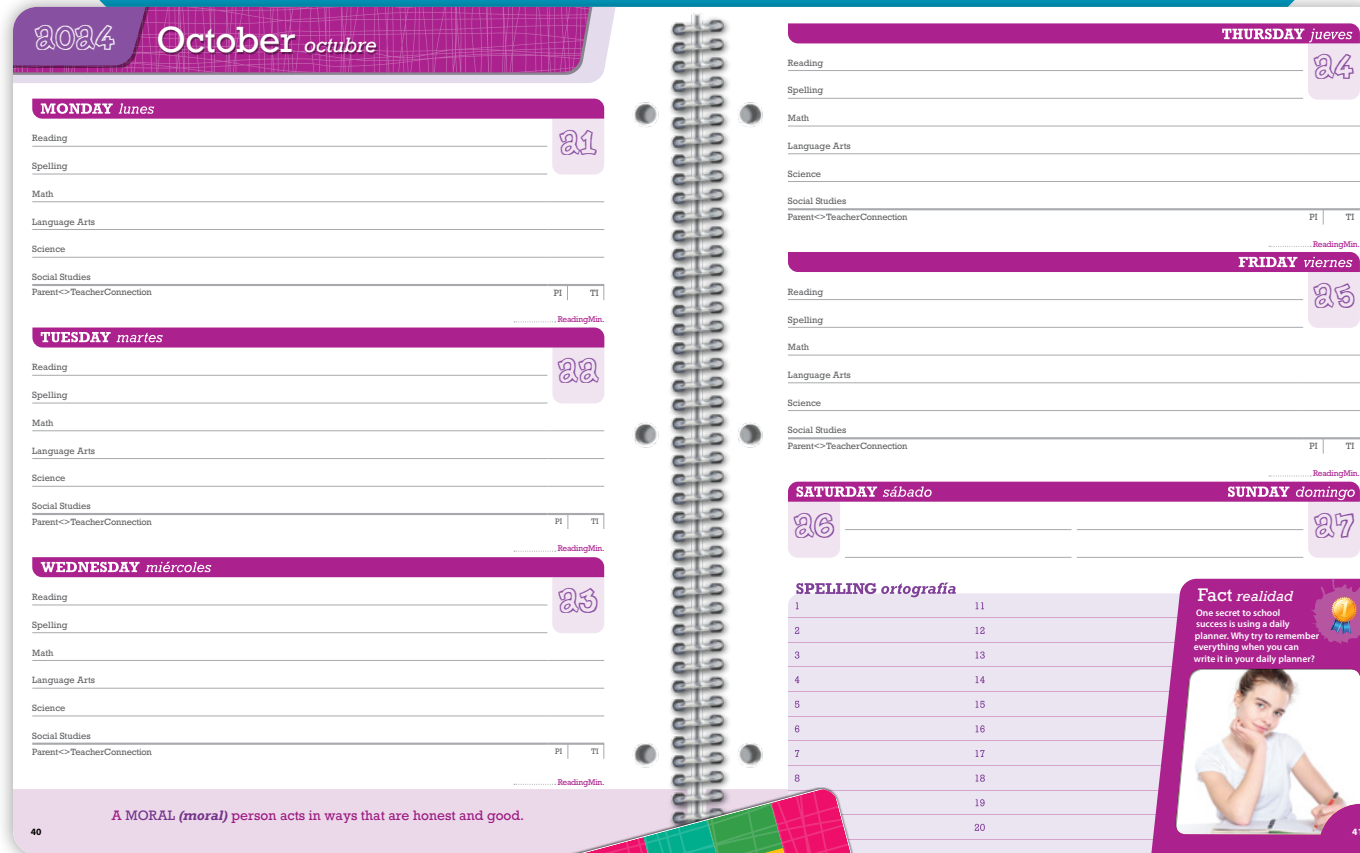 2024 October octubre
MONDAY lunes
21
Reading
Spelling
Math
Language Arts
Science
Social Studies
Parent<>TeacherConnection PI TI
ReadingMin.
TUESDAY martes
22
Reading
Spelling
Math
Language Arts
Science
Social Studies
Parent<>TeacherConnection PI TI
ReadingMin.
WEDNESDAY miércoles
23
Reading
Spelling
Math
Language Arts
Science
Social Studies
Parent<>TeacherConnection PI TI
ReadingMin.
A MORAL (moral) person acts in ways that are honest and good.
40
THURSDAY jueves
24
Reading
Spelling
Math
Language Arts
Science
Social Studies
Parent<>TeacherConnection PI TI
ReadingMin.
FRIDAY viernes
25
Reading
Spelling
Math
Language Arts
Science
Social Studies
Parent<>TeacherConnection PI TI
ReadingMin.
SATURDAY sábado SUNDAY domingo
26 27
SPELLING ortografía
1 11
2 12
3 13
4 14
5 15
6 16
7 17
8 18
19
20
Fact realidad
1
One secret to school
success is using a daily
planner. Why try to remember
everything when you can
write it in your daily planner?